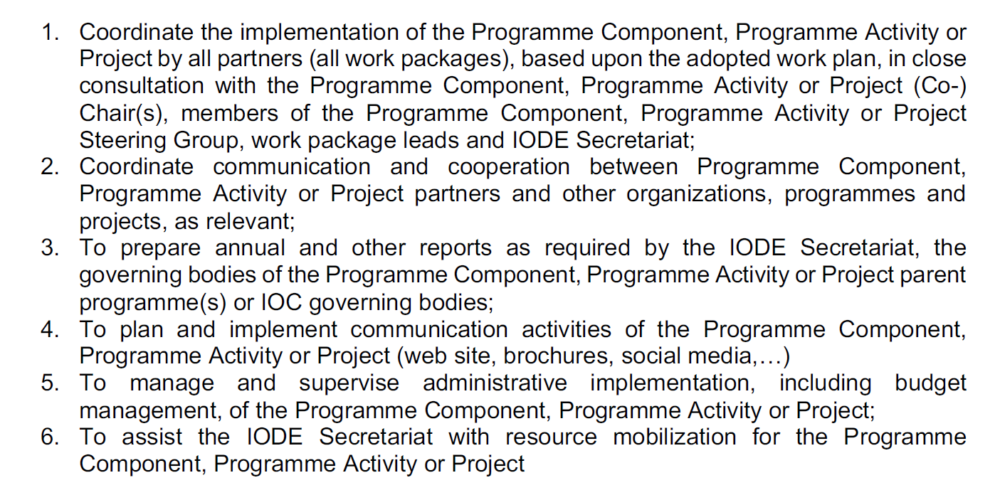 1. Coordinate the implementation of the Programme Component, Programme Activity or
Project by all partners (all work packages), based upon the adopted work plan, in close
consultation with the Programme Component, Programme Activity or Project (Co-)
Chair(s), members of the Programme Component, Programme Activity or Project
Steering Group, work package leads and IODE Secretariat;
2. Coordinate communication and cooperation between Programme Component,
Programme Activity or Project partners and other organizations, programmes and
projects, as relevant;
3. To prepare annual and other reports as required by the IODE Secretariat, the
governing bodies of the Programme Component, Programme Activity or Project parent
programme(s) or IOC governing bodies;
4. To plan and implement communication activities of the Programme Component,
Programme Activity or Project (web site, brochures, social media,…)
5. To manage and supervise administrative implementation, including budget
management, of the Programme Component, Programme Activity or Project;
6. To assist the IODE Secretariat with resource mobilization for the Programme
Component, Programme Activity or Project